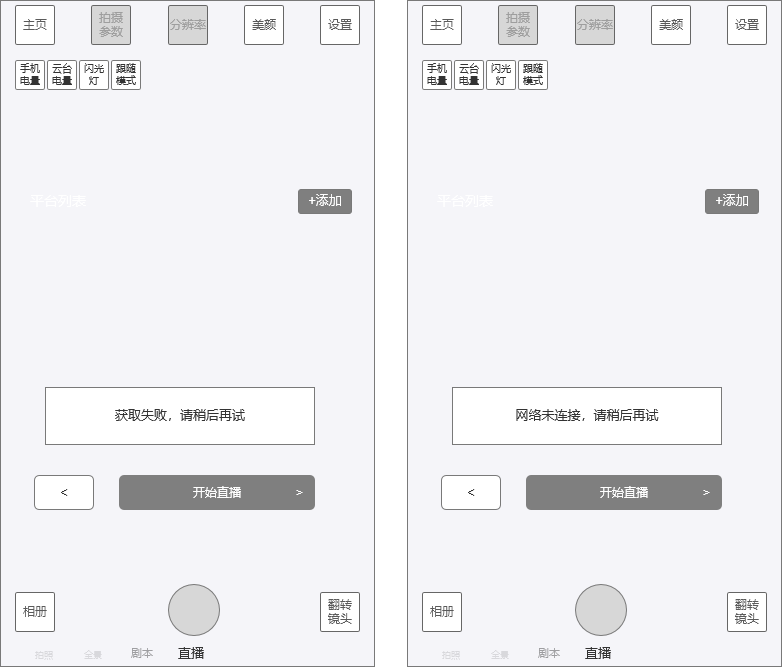 主页
拍摄
参数
分辨率
美颜
设置
手机
电量
云台
电量
闪光
灯
跟随
模式
平台列表
+添加
获取失败，请稍后再试
<
开始直播 >
相册
翻转
镜头
拍照
全景
剧本
直播
主页
拍摄
参数
分辨率
美颜
设置
手机
电量
云台
电量
闪光
灯
跟随
模式
平台列表
+添加
网络未连接，请稍后再试
<
开始直播 >
相册
翻转
镜头
拍照
全景
剧本
直播